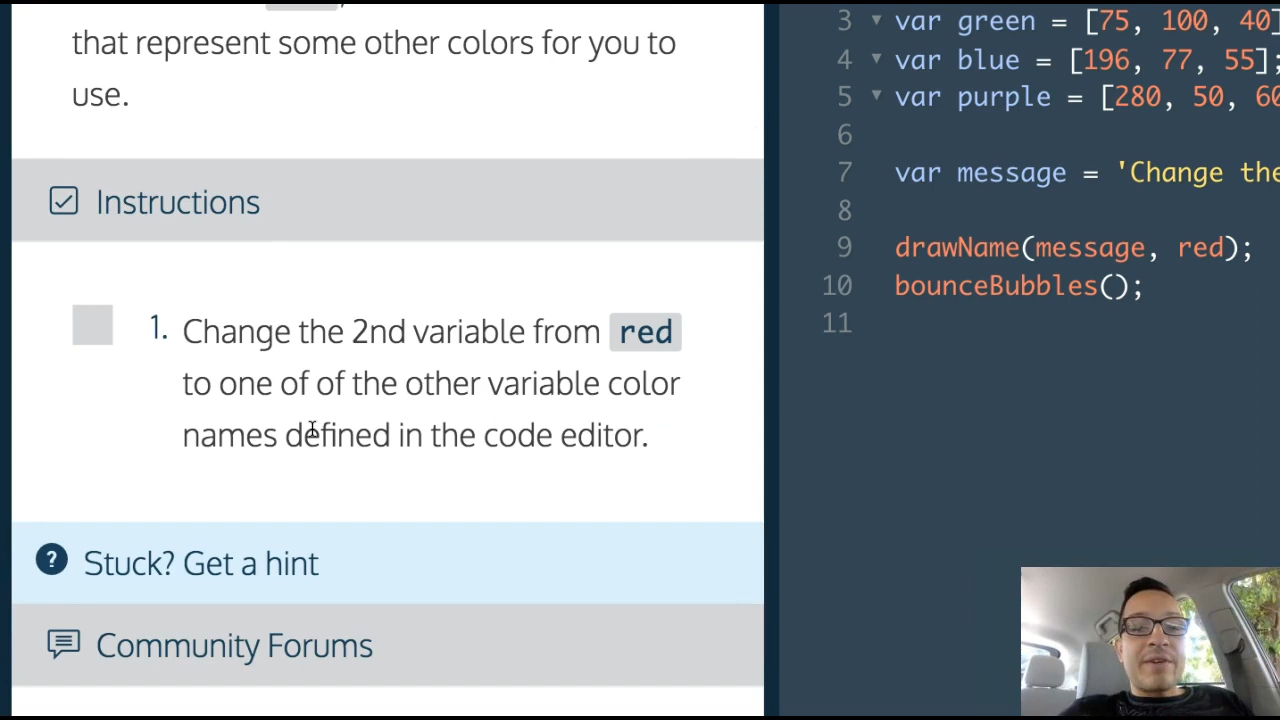 that represent some other colors for you to
use.
Instructions
1. Change the 2nd variable from red
to one of of the other variable color
names defined in the code editor.
? Stuck? Get a hint
Community Forums
3 var green = [75, 100, 40]
4 var blue = [196, 77, 55];
5 var purple = [280, 50, 60
6
7 var message = 'Change the
8
9 drawName(message, red);
10 bounceBubbles();
11